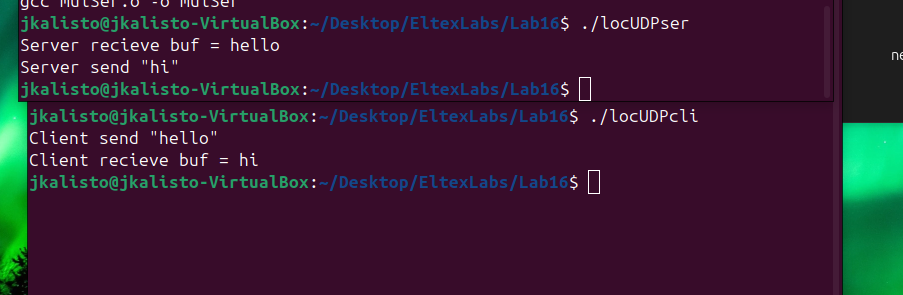 gcc MulSer.o -o MulSer
jkalisto@jkalisto-VirtualBox:~/Desktop/EltexLabs/Lab16$ ./locUDPser
Server recieve buf = hello
Server send "hi"
jkalisto@jkalisto-VirtualBox:~/Desktop/EltexLabs/Lab16$
jkalisto@jkalisto-VirtualBox:~/Desktop/EltexLabs/Lab16$ ./locUDPcli
Client send "hello"
Client recieve buf = hi
jkalisto@jkalisto-VirtualBox:~/Desktop/EltexLabs/Lab16$